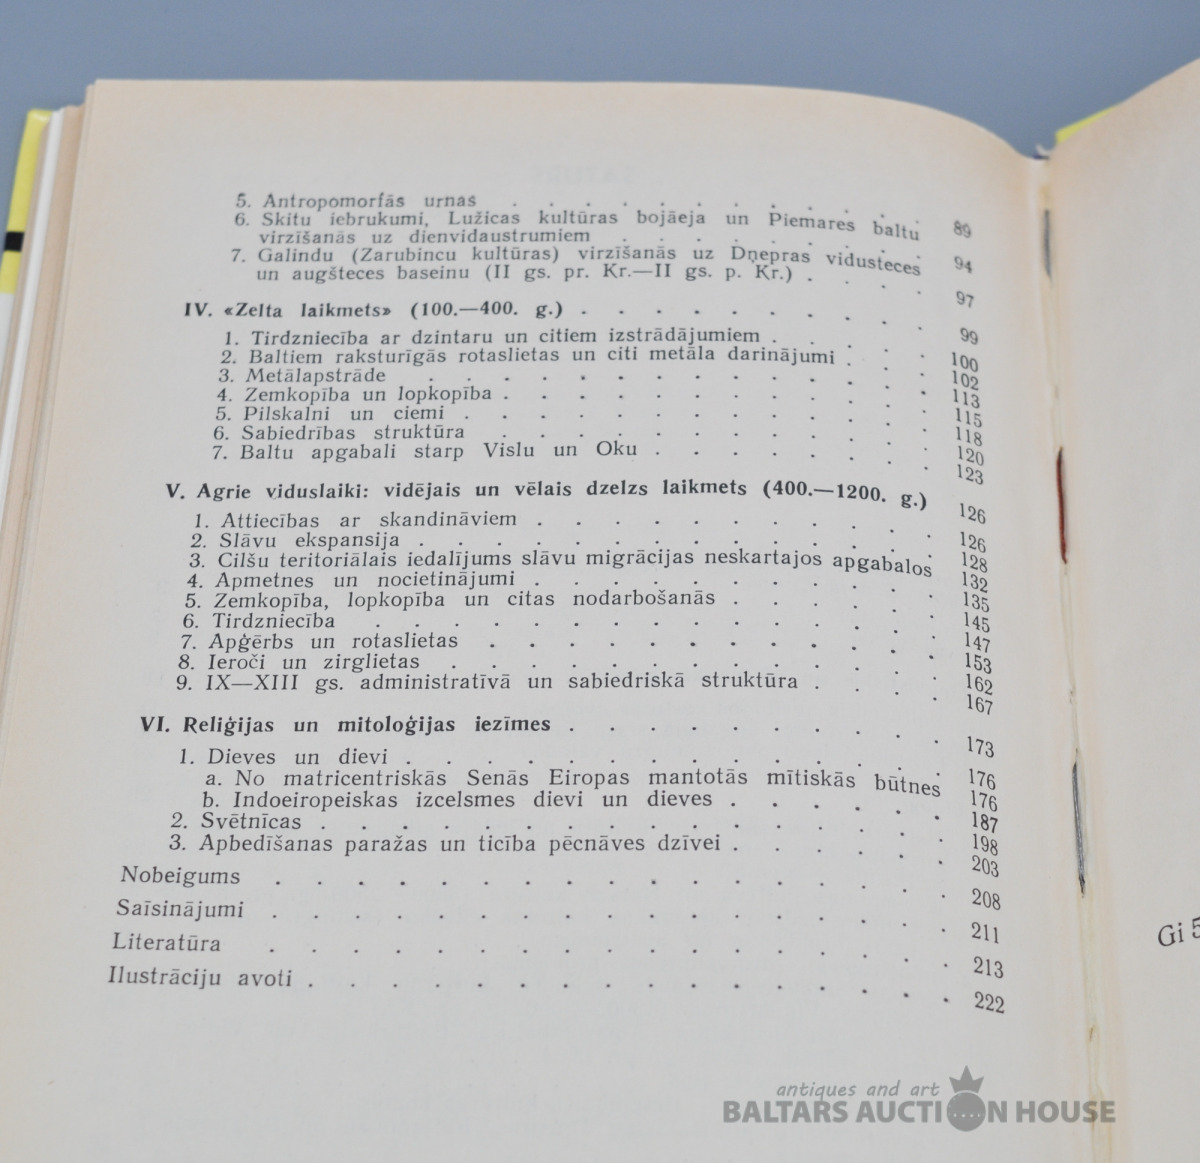 5. Antropomorfās urnas . . . . . . . . . . . 89
6. Skitu iebrukumi, Lužicas kultūras bojāeja un Piemares baltu
virzīšanās uz dienvidaustrumiem . . . . . . . . 94
7. Galindu (Zarubincu kultūras) virzīšanās uz Dņepras vidusteces
un augšteces baseinu (II gs. pr. Kr.—II gs. p. Kr.) . . . . 97
IV. «Zelta laikmets» (100.—400. g.) . . . . . . . . . 99
1. Tirdzniecība ar dzintaru un citiem izstrādājumiem . . . . 100
2. Baltiem raksturīgās rotaslietas un citi metāla darinājumi . . . 102
3. Metālapstrāde . . . . . . . . . . . . . 113
4. Zemkopība un lopkopība . . . . . . . . . . . 115
5. Pilskalni un ciemi . . . . . . . . . . . . 118
6. Sabiedrības struktūra . . . . . . . . . . . 120
7. Baltu apgabali starp Vislu un Oku . . . . . . . . 123
V. Agrie viduslaiki: vidējais un vēlais dzelzs laikmets (400.—1200. g.) 126
1. Attiecības ar skandināviem . . . . . . . . . . 126
2. Slāvu ekspansija . . . . . . . . . . . . . 128
3. Cilšu teritoriālais iedalījums slāvu migrācijas neskartajos apgabalos 132
4. Apmetnes un nocietinājumi . . . . . . . . . . 135
5. Zemkopība, lopkopība un citas nodarbošanās . . . . . . 145
6. Tirdzniecība . . . . . . . . . . . . . . 147
7. Apģērbs un rotaslietas . . . . . . . . . . . 153
8. Ieroči un zirglietas . . . . . . . . . . . . 162
9. IX—XIII gs. administratīvā un sabiedriskā struktūra . . . . 167
VI. Reliģijas un mitoloģijas iezīmes . . . . . . . . . . 173
1. Dieves un dievi . . . . . . . . . . . . . 176
a. No matricentriskās Senās Eiropas mantotās mītiskās būtnes 176
b. Indoeiropeiskas izcelsmes dievi un dieves . . . . . . 187
2. Svētnīcas . . . . . . . . . . . . . . . 198
3. Apbedīšanas paražas un ticība pēcnāves dzīvei . . . . . . 203
Nobeigums . . . . . . . . . . . . . . . . 208
Saīsinājumi . . . . . . . . . . . . . . . . 211
Literatūra . . . . . . . . . . . . . . . . 213
Ilustrāciju avoti . . . . . . . . . . . . . . . 222
Gi 5
antiques and art
BALTARS AUCTION HOUSE